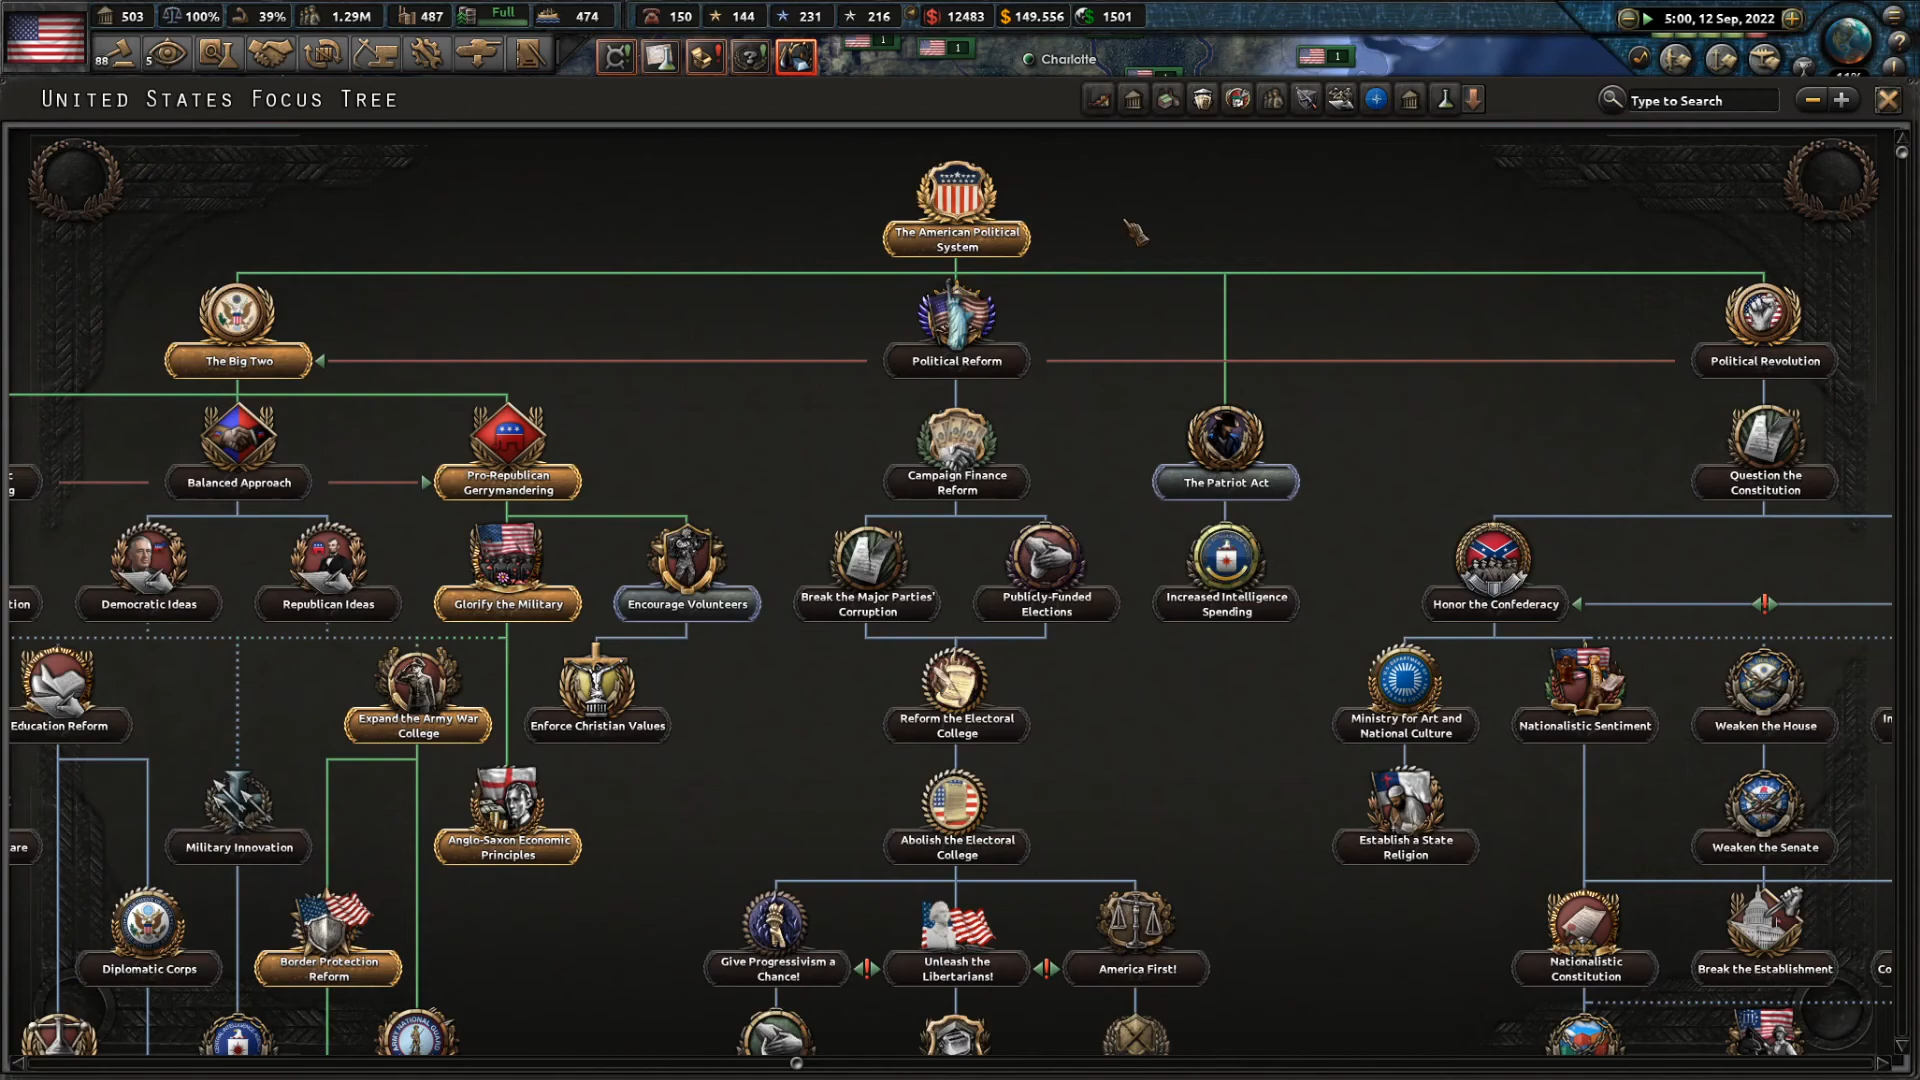 503 100% 39% 1.29M 487 Full 474 150 144 231 216 12483 149.556 1501 5:00, 12 Sep, 2022
88 5 1 1 Charlotte 1
United States Focus Tree
Type to Search
The American Political
System
The Big Two
Political Reform
Political Revolution
Balanced Approach
Pro-Republican
Gerrymandering
Campaign Finance
Reform
The Patriot Act
Question the
Constitution
tion
Democratic Ideas
Republican Ideas
Glorify the Military
Encourage Volunteers
Break the Major Parties'
Corruption
Publicly-Funded
Elections
Increased Intelligence
Spending
Honor the Confederacy
Education Reform
Expand the Army War
College
Enforce Christian Values
Reform the Electoral
College
Ministry for Art and
National Culture
Nationalistic Sentiment
Weaken the House
In
are
Military Innovation
Anglo-Saxon Economic
Principles
Abolish the Electoral
College
Establish a State
Religion
Weaken the Senate
Diplomatic Corps
Border Protection
Reform
Give Progressivism a
Chance!
Unleash the
Libertarians!
America First!
Nationalistic
Constitution
Break the Establishment
Co